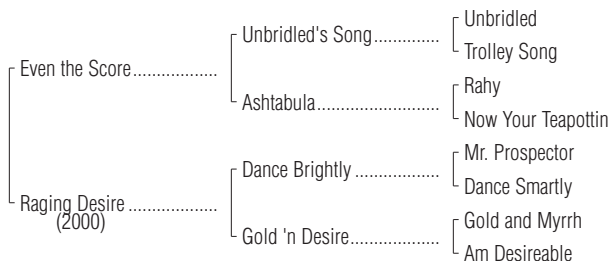 Unbridled
Unbridled's Song..............
Trolley Song
Even the Score..................
Rahy
Ashtabula..........................
Now Your Teapottin
Mr. Prospector
Dance Brightly ..................
Dance Smartly
Raging Desire ...................
(2000)
Gold and Myrrh
Gold 'n Desire...................
Am Desireable